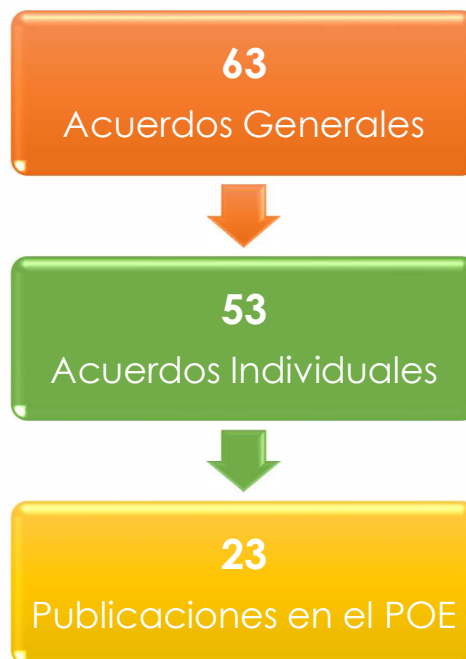 63
Acuerdos Generales
53
Acuerdos Individuales
23
Publicaciones en el POE